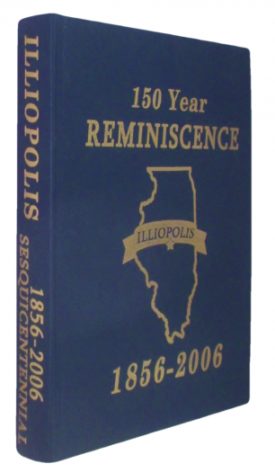 ILLIOPOLIS
1856-2006
SESQUICENTENNIAL
150 Year
REMINISCENCE
ILLIOPOLIS
1856-2006